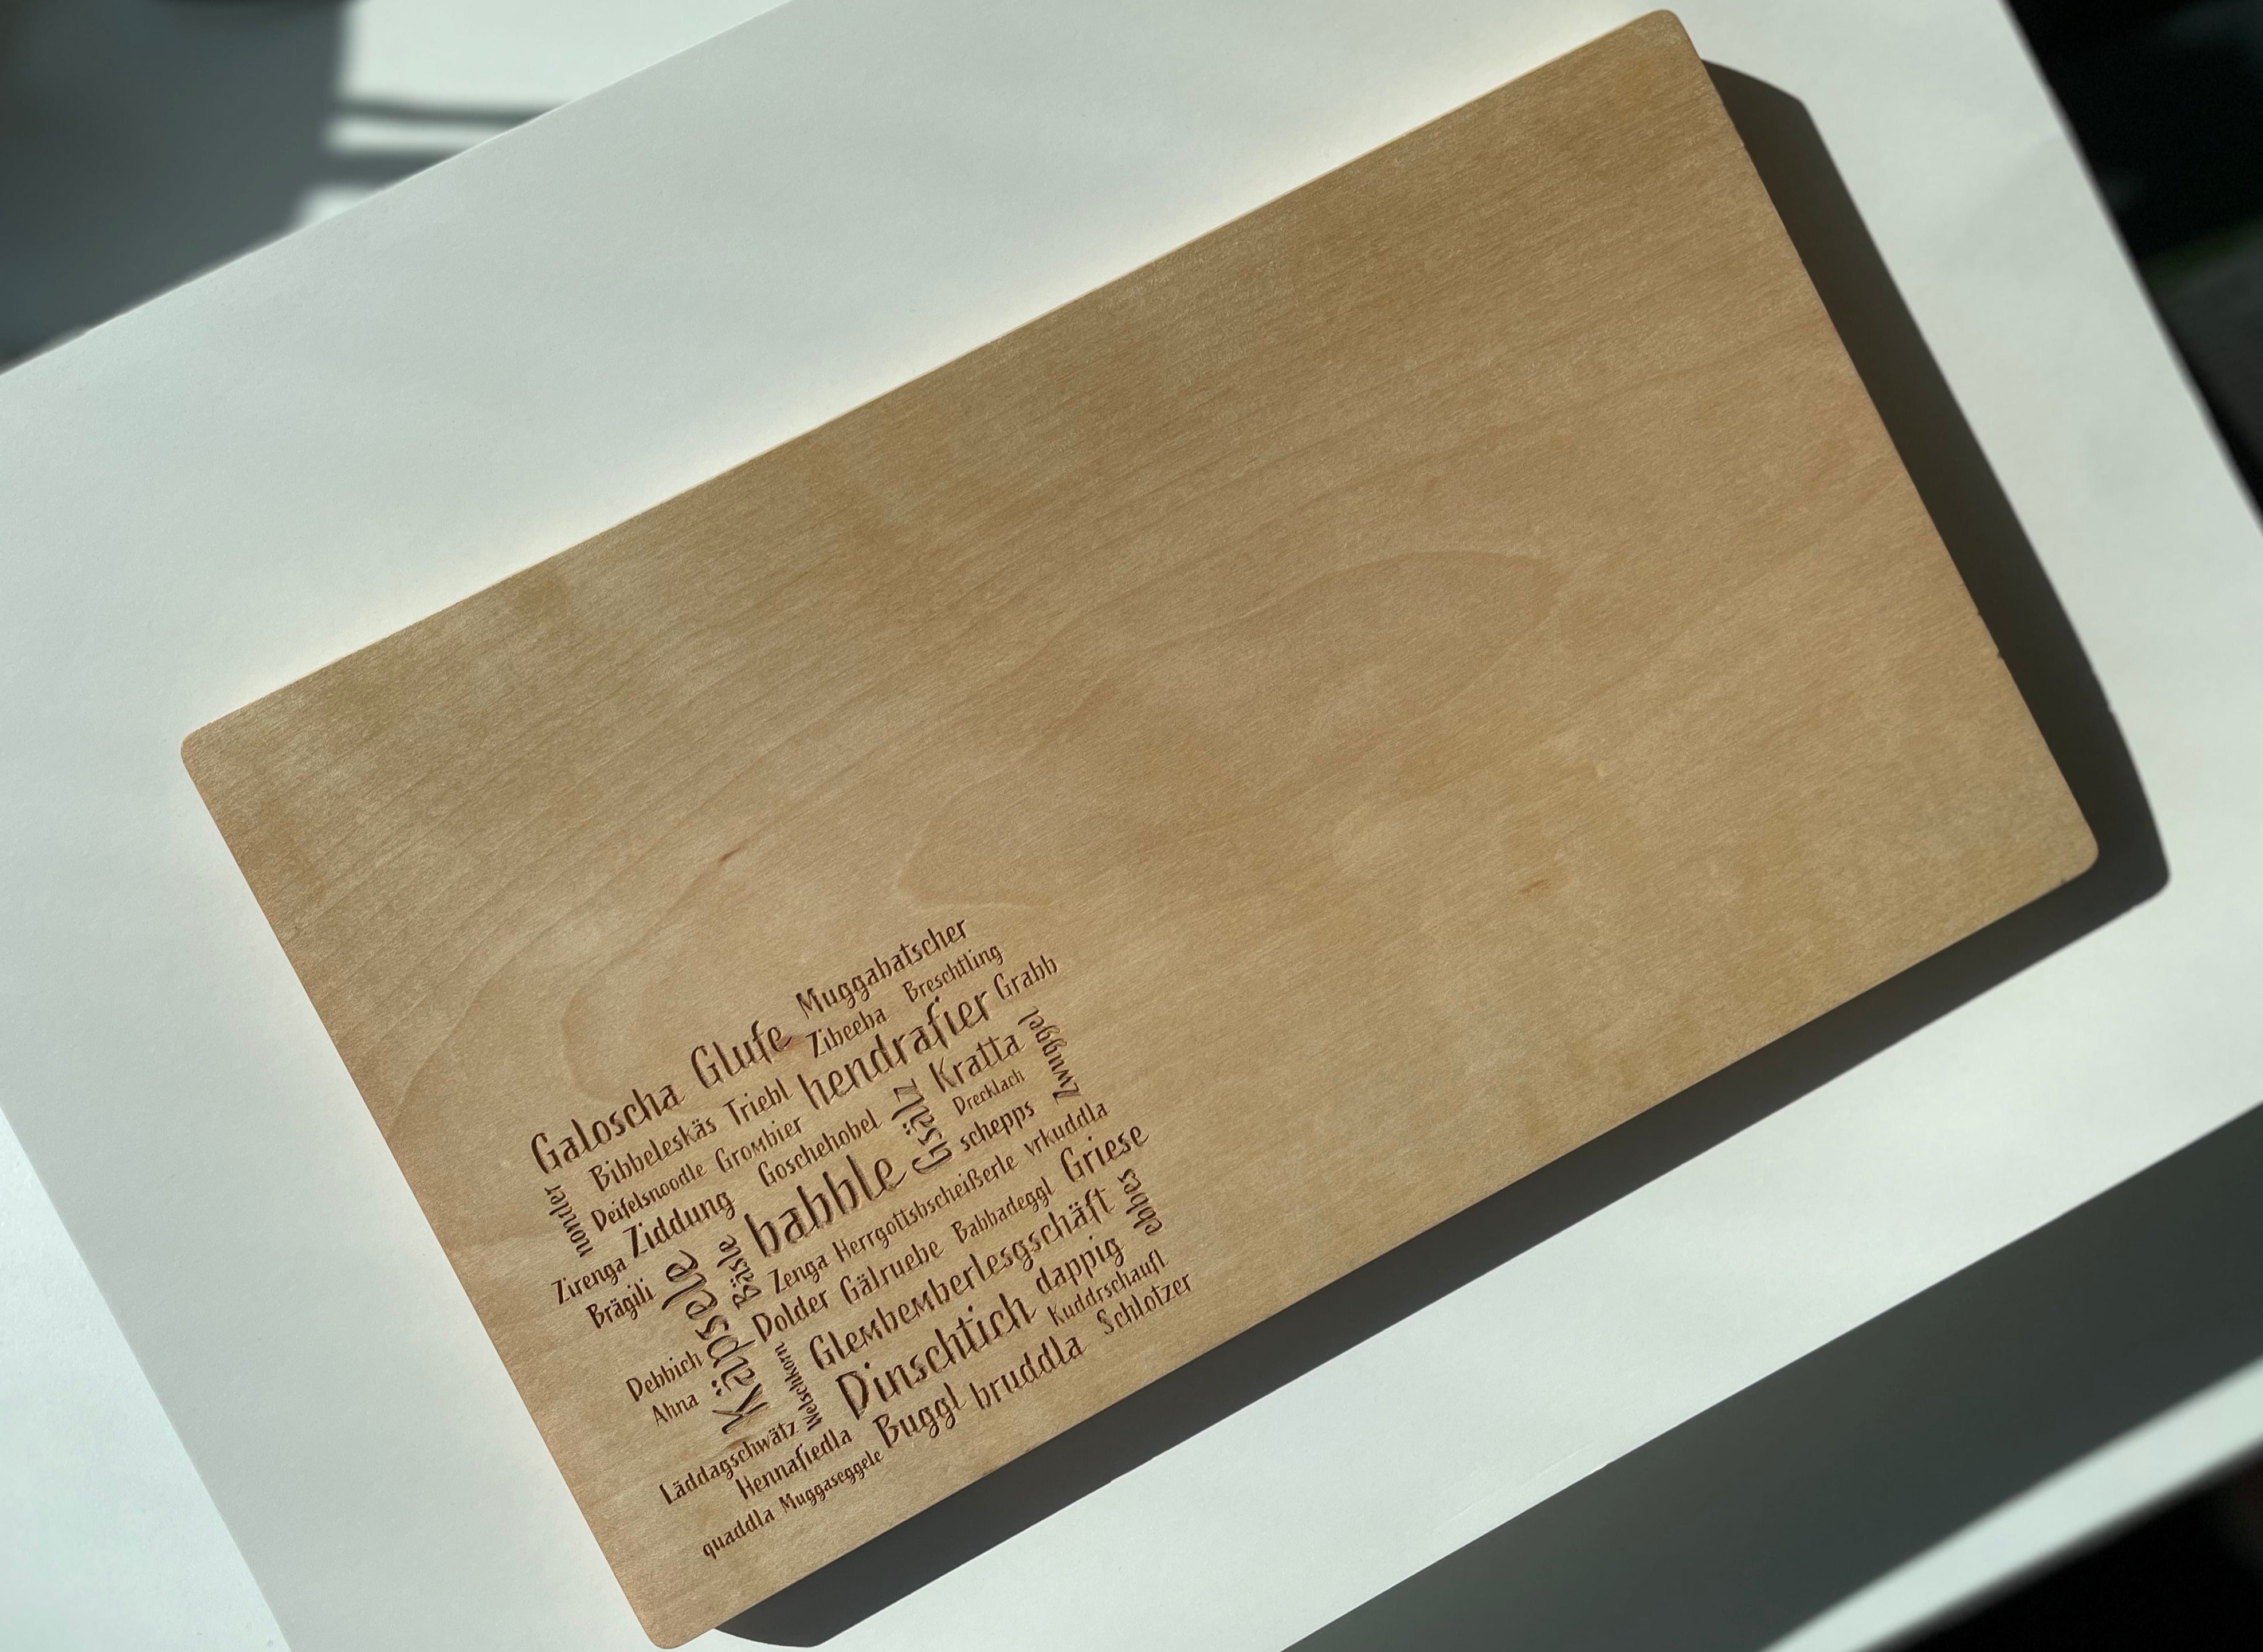 Muggabatscher
Breschtling
Galoscha Glufe Zibeeba
hendrafier Grabb
Bibbeleskäs Triebl
Kratta
Zwuggel
Deifelsnoodle Grombier
Gsälz
Drecklach
nonder
Ziddung Goschehobel
schepps
babble
vrkuddla
Zirenga
Herrgottsbscheißerle
Griese
Brägili
Käpsele
Bäsle
Zenga
Babbadeggl
ebbes
Dolder Gälruebe
Glembemberlesgschäft
Debbich
Welschkorn
dappig
Ahna
Dinschtich
Kuddrschaufl
Läddagschwätz
bruddla Schlotzer
Hennafiedla
Buggl
quaddla Muggaseggele